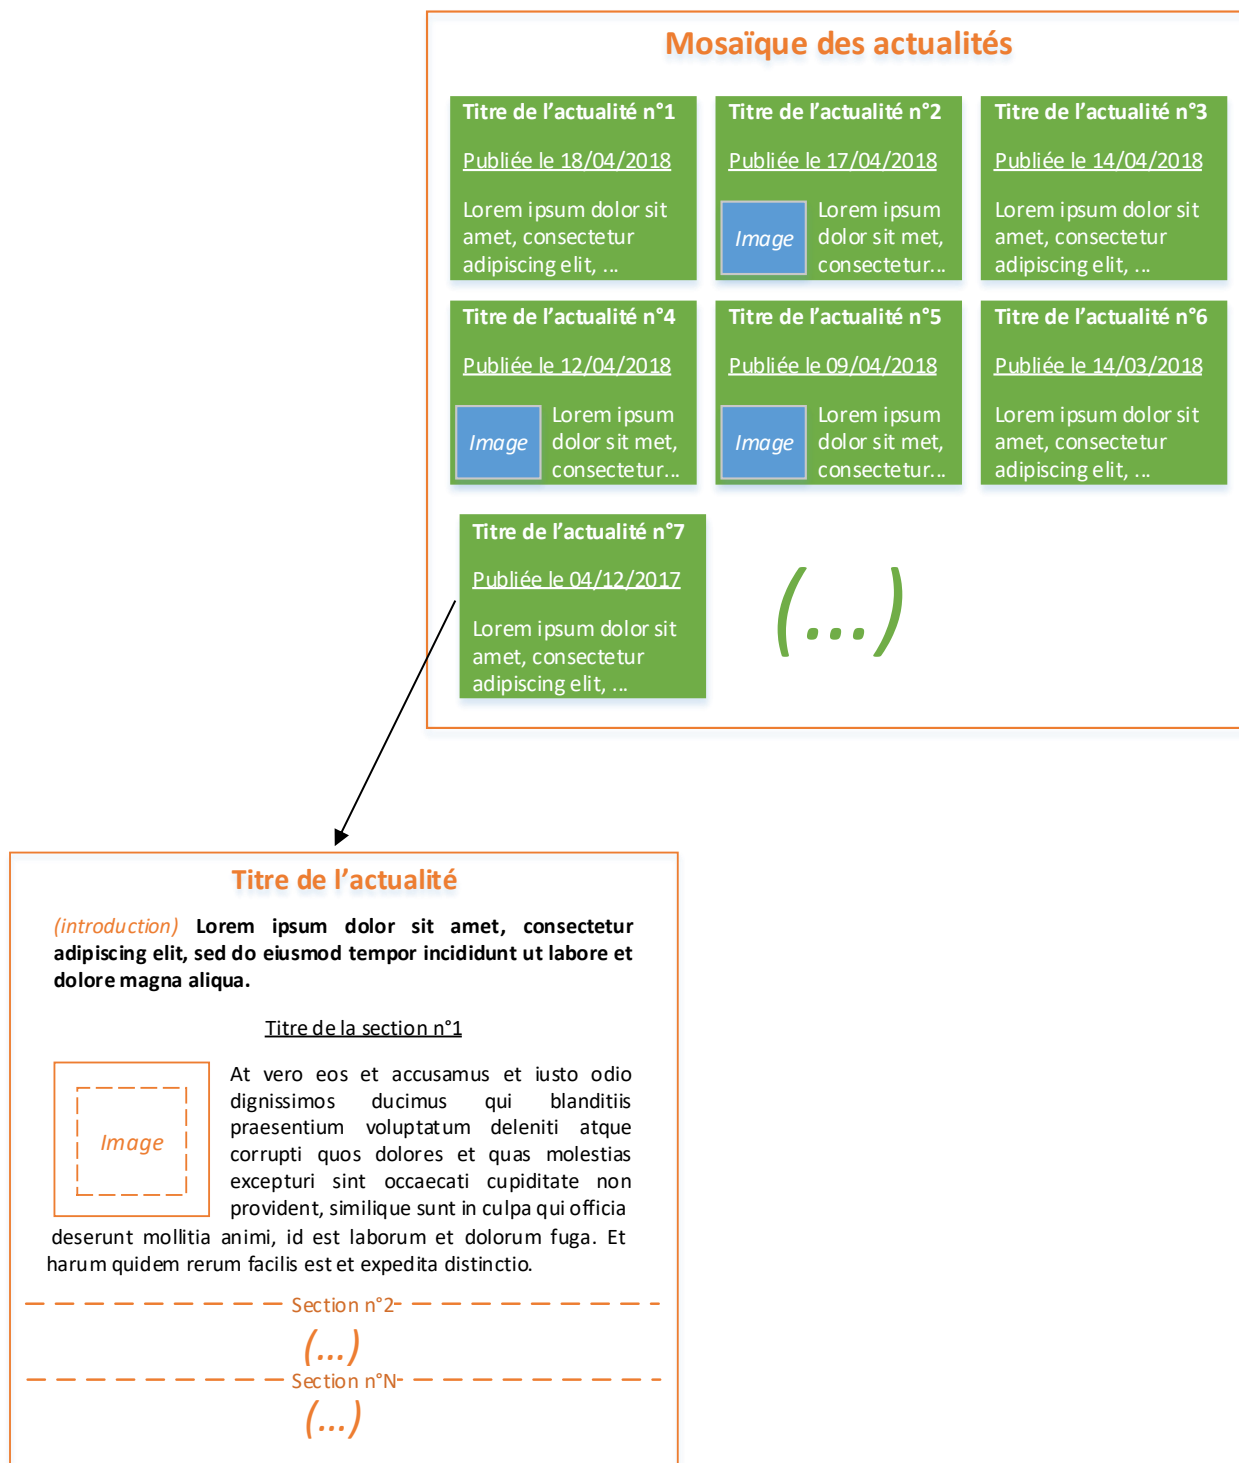 Mosaïque des actualités
Titre de l’actualité n°1
Publiée le 18/04/2018
Lorem ipsum dolor sit
amet, consectetur
adipiscing elit, ...
Titre de l’actualité n°2
Publiée le 17/04/2018
Image
Lorem ipsum
dolor sit met,
consectetur...
Titre de l’actualité n°3
Publiée le 14/04/2018
Lorem ipsum dolor sit
amet, consectetur
adipiscing elit, ...
Titre de l’actualité n°4
Publiée le 12/04/2018
Image
Lorem ipsum
dolor sit met,
consectetur...
Titre de l’actualité n°5
Publiée le 09/04/2018
Image
Lorem ipsum
dolor sit met,
consectetur...
Titre de l’actualité n°6
Publiée le 14/03/2018
Lorem ipsum dolor sit
amet, consectetur
adipiscing elit, ...
Titre de l’actualité n°7
Publiée le 04/12/2017
Lorem ipsum dolor sit
amet, consectetur
adipiscing elit, ...
(...)
Titre de l’actualité
(introduction) Lorem ipsum dolor sit amet, consectetur
adipiscing elit, sed do eiusmod tempor incididunt ut labore et
dolore magna aliqua.
Titre de la section n°1
Image
At vero eos et accusamus et iusto odio
dignissimos ducimus qui blanditiis
praesentium voluptatum deleniti atque
corrupti quos dolores et quas molestias
excepturi sint occaecati cupiditate non
provident, similique sunt in culpa qui officia
deserunt mollitia animi, id est laborum et dolorum fuga. Et
harum quidem rerum facilis est et expedita distinctio.
Section n°2
(...)
Section n°N
(...)